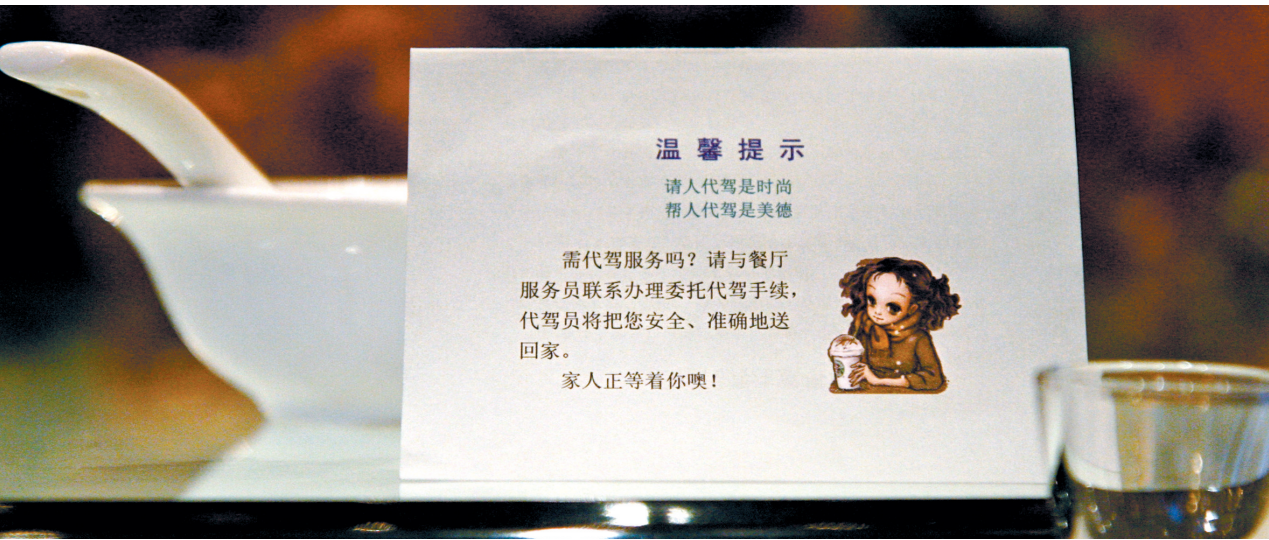 温馨提示
请人代驾是时尚
帮人代驾是美德
需代驾服务吗？请与餐厅
服务员联系办理委托代驾手续，
代驾员将把您安全、准确地送
回家。
家人正等着你噢！